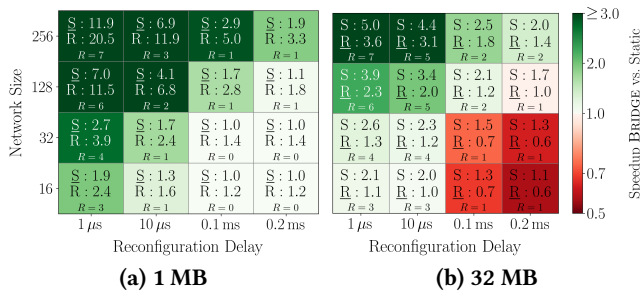 Network Size
256
S : 11.9 S : 6.9 S : 2.9 S : 1.9
R : 20.5 R : 11.9 R : 5.0 R : 3.3
R = 7 R = 3 R = 1 R = 1
128
S : 7.0 S : 4.1 S : 1.7 S : 1.1
R : 11.5 R : 6.8 R : 2.8 R : 1.8
R = 6 R = 2 R = 1 R = 1
32
S : 2.7 S : 1.7 S : 1.0 S : 1.0
R : 3.9 R : 2.4 R : 1.4 R : 1.4
R = 4 R = 1 R = 0 R = 0
16
S : 1.9 S : 1.3 S : 1.0 S : 1.0
R : 2.4 R : 1.6 R : 1.2 R : 1.2
R = 3 R = 1 R = 0 R = 0
1 μs 10 μs 0.1 ms 0.2 ms
Reconfiguration Delay
(a) 1 MB
S : 5.0 S : 4.4 S : 2.5 S : 2.0
R : 3.6 R : 3.1 R : 1.8 R : 1.4
R = 7 R = 5 R = 2 R = 2
S : 3.9 S : 3.4 S : 2.1 S : 1.7
R : 2.3 R : 2.0 R : 1.2 R : 1.0
R = 6 R = 5 R = 2 R = 1
S : 2.6 S : 2.3 S : 1.5 S : 1.3
R : 1.3 R : 1.2 R : 0.7 R : 0.6
R = 4 R = 4 R = 1 R = 1
S : 2.1 S : 2.0 S : 1.3 S : 1.1
R : 1.1 R : 1.0 R : 0.7 R : 0.6
R = 3 R = 3 R = 1 R = 1
1 μs 10 μs 0.1 ms 0.2 ms
Reconfiguration Delay
(b) 32 MB
≥ 3.0
2.0
1.0
0.7
0.5
Speedup BRIDGE vs. Static